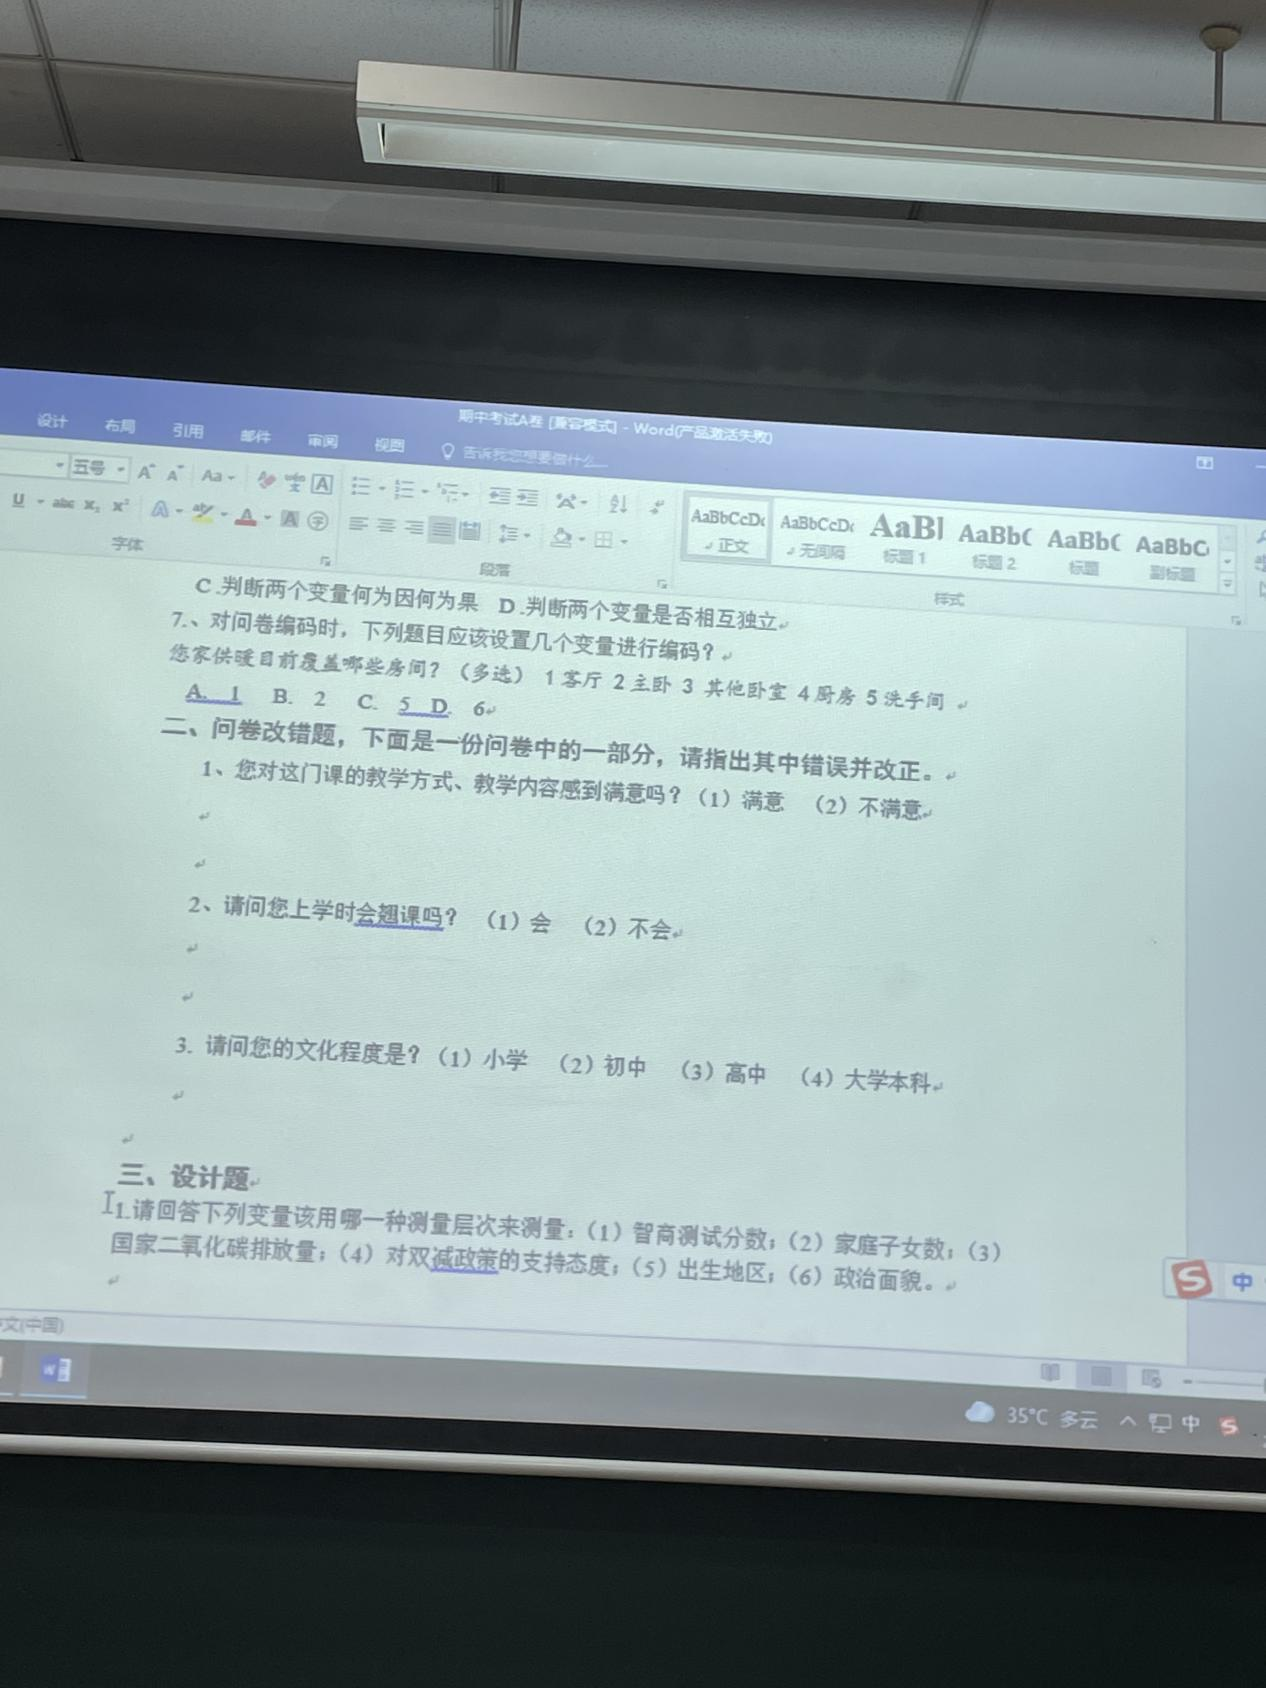 期中考试A卷 [兼容模式] - Word(产品激活失败)
设计 布局 引用 邮件 审阅 视图 告诉我您想要做什么...
五号 A A Aa A
U abc X₂ X² A aby A A 字
AaBbCcDc AaBbCcDc AaBl AaBbC AaBbC AaBbC
正文 无间隔 标题 1 标题 2 标题 副标题
字体 段落 样式
C.判断两个变量何为因何为果 D.判断两个变量是否相互独立
7.、对问卷编码时，下列题目应该设置几个变量进行编码？
您家供暖目前覆盖哪些房间？（多选） 1 客厅 2 主卧 3 其他卧室 4 厨房 5 洗手间
A. 1 B. 2 C. 5 D. 6
二、问卷改错题，下面是一份问卷中的一部分，请指出其中错误并改正。
1、您对这门课的教学方式、教学内容感到满意吗？（1）满意 （2）不满意
2、请问您上学时会翘课吗？ （1）会 （2）不会
3. 请问您的文化程度是？（1）小学 （2）初中 （3）高中 （4）大学本科
三、设计题
1.请回答下列变量该用哪一种测量层次来测量：（1）智商测试分数；（2）家庭子女数；（3）
国家二氧化碳排放量；（4）对双减政策的支持态度；（5）出生地区；（6）政治面貌。
文(中国)
S 中
W
35°C 多云 中 S